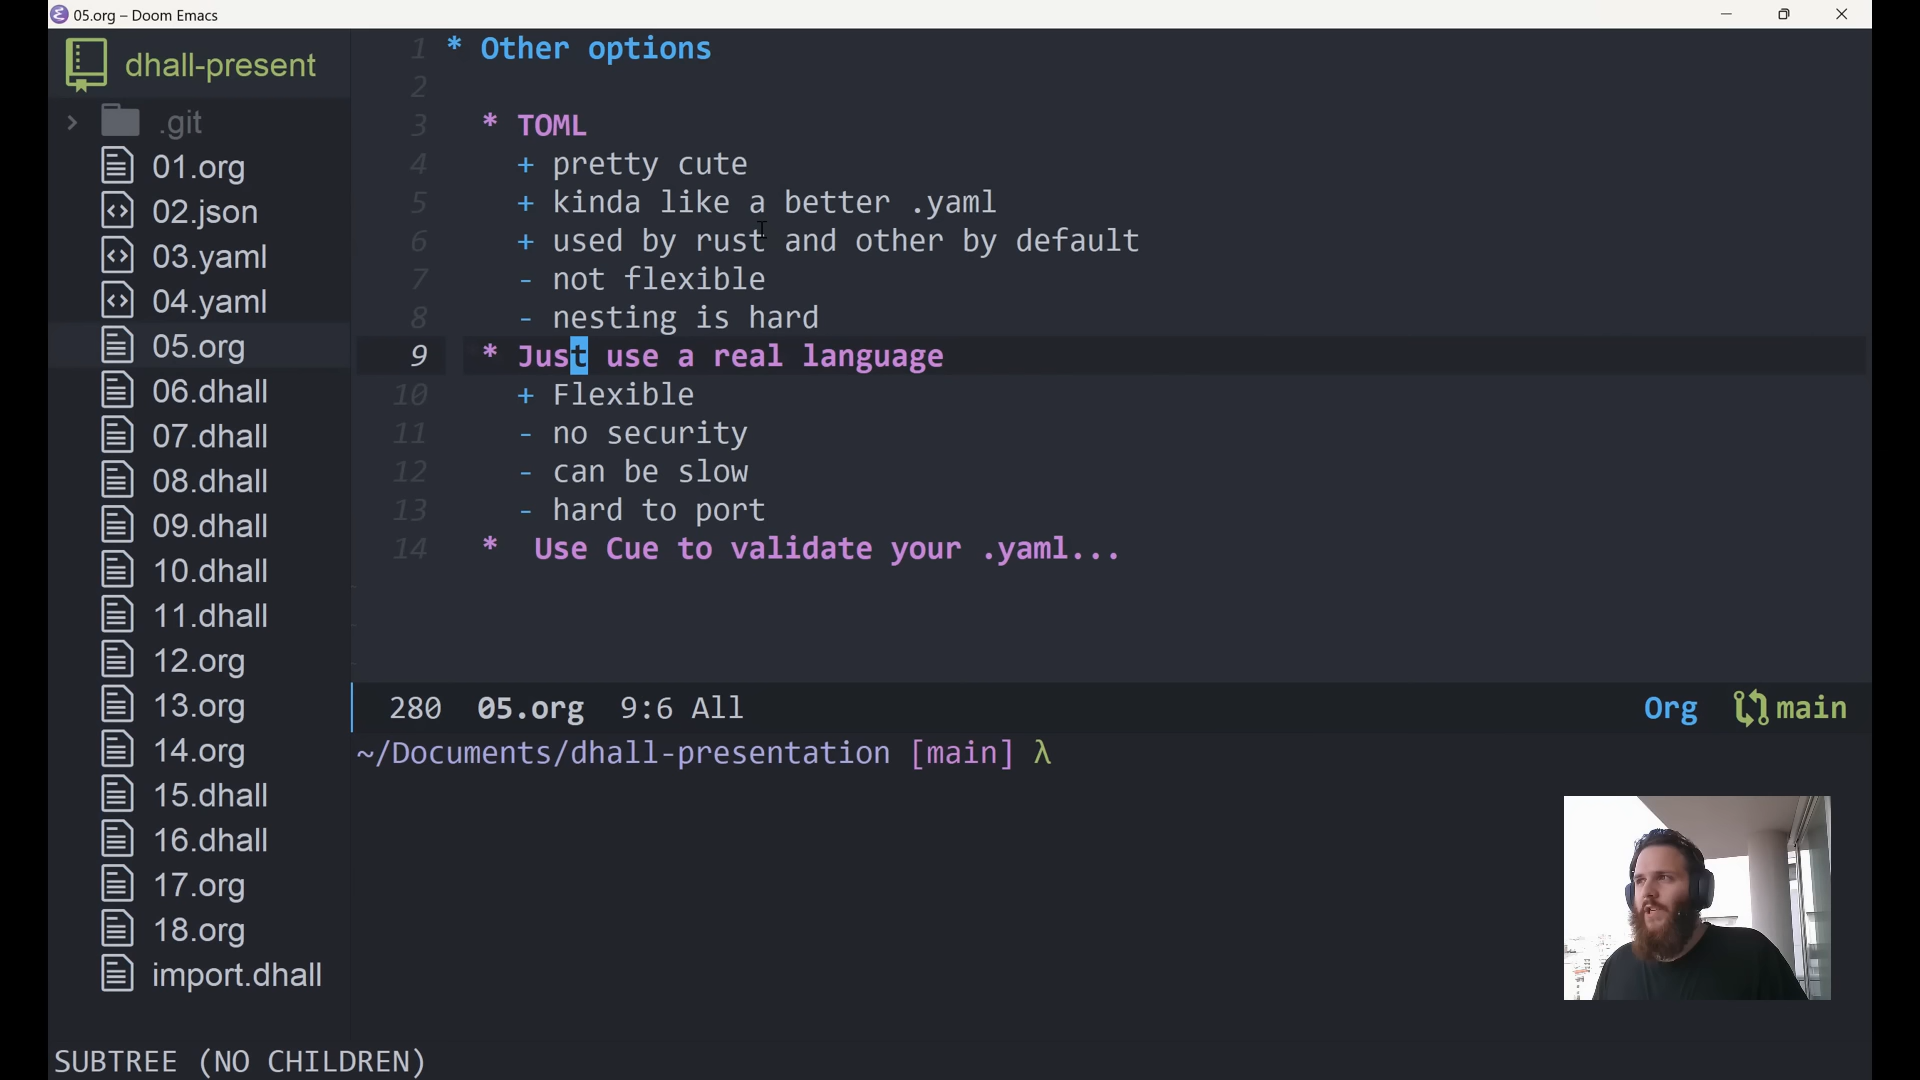 05.org – Doom Emacs
dhall-present
.git
01.org
02.json
03.yaml
04.yaml
05.org
06.dhall
07.dhall
08.dhall
09.dhall
10.dhall
11.dhall
12.org
13.org
14.org
15.dhall
16.dhall
17.org
18.org
import.dhall
1 * Other options
2
3 * TOML
4 + pretty cute
5 + kinda like a better .yaml
6 + used by rust and other by default
7 - not flexible
8 - nesting is hard
9 * Just use a real language
10 + Flexible
11 - no security
12 - can be slow
13 - hard to port
14 * Use Cue to validate your .yaml...
280 05.org 9:6 All Org main
~/Documents/dhall-presentation [main] λ
SUBTREE (NO CHILDREN)